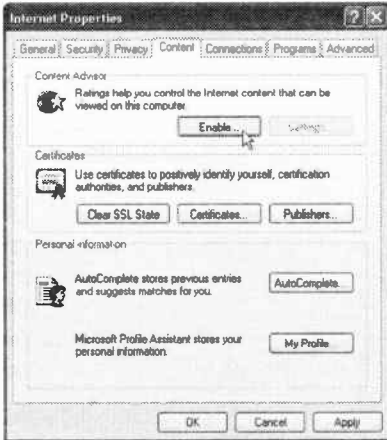 Internet Properties
General Security Privacy Content Connections Programs Advanced
Content Advisor
Ratings help you control the Internet content that can be
viewed on this computer.
Enable... Settings...
Certificates
Use certificates to positively identify yourself, certification
authorities, and publishers.
Clear SSL State Certificates... Publishers...
Personal information
AutoComplete stores previous entries
and suggests matches for you.
AutoComplete...
Microsoft Profile Assistant stores your
personal information.
My Profile...
OK Cancel Apply